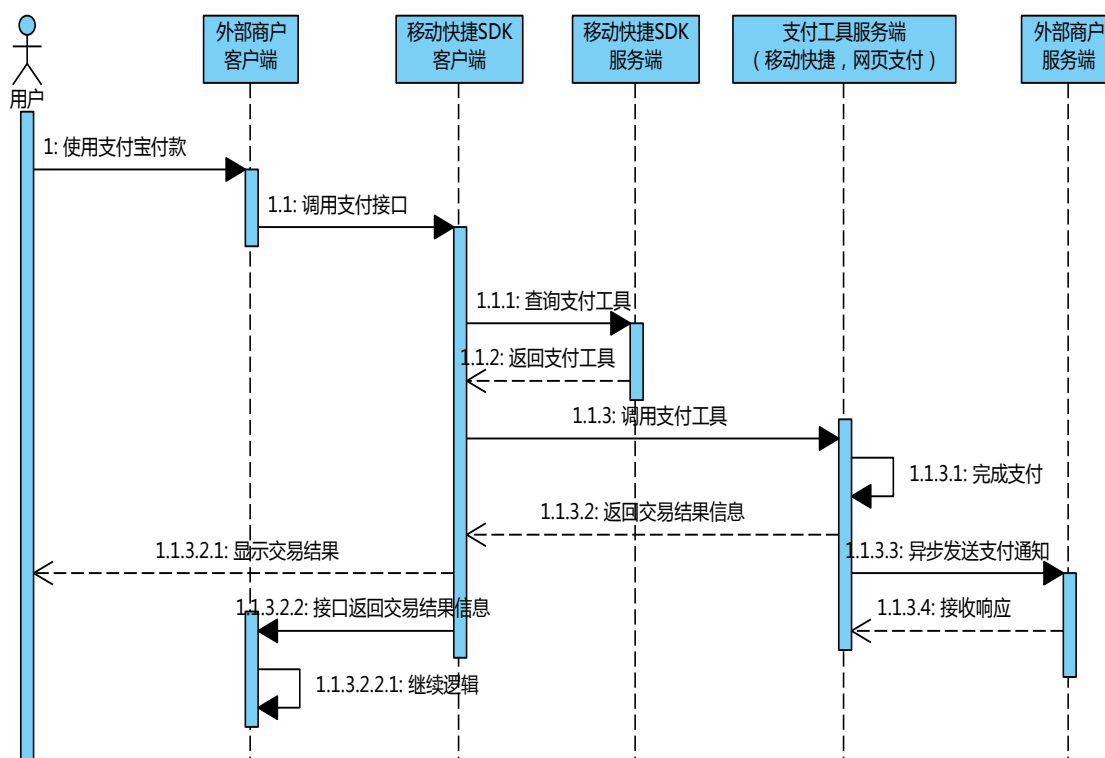 外部商户
客户端
移动快捷SDK
客户端
移动快捷SDK
服务端
支付工具服务端
（移动快捷，网页支付）
外部商户
服务端
用户
1: 使用支付宝付款
1.1: 调用支付接口
1.1.1: 查询支付工具
1.1.2: 返回支付工具
1.1.3: 调用支付工具
1.1.3.1: 完成支付
1.1.3.2: 返回交易结果信息
1.1.3.2.1: 显示交易结果
1.1.3.3: 异步发送支付通知
1.1.3.2.2: 接口返回交易结果信息
1.1.3.4: 接收响应
1.1.3.2.2.1: 继续逻辑